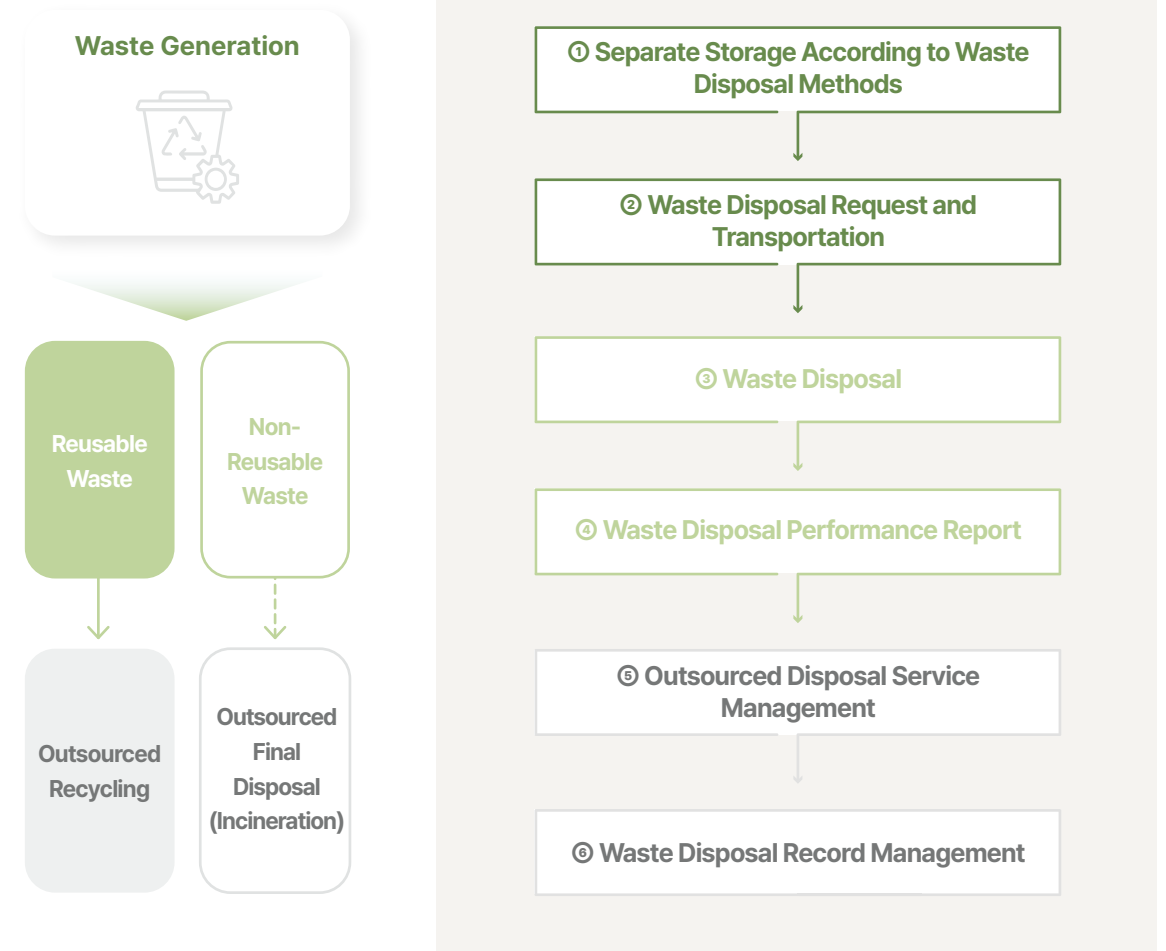 Waste Generation
Reusable
Waste
Non-
Reusable
Waste
Outsourced
Recycling
Outsourced
Final
Disposal
(Incineration)
① Separate Storage According to Waste
Disposal Methods
② Waste Disposal Request and
Transportation
③ Waste Disposal
④ Waste Disposal Performance Report
⑤ Outsourced Disposal Service
Management
⑥ Waste Disposal Record Management